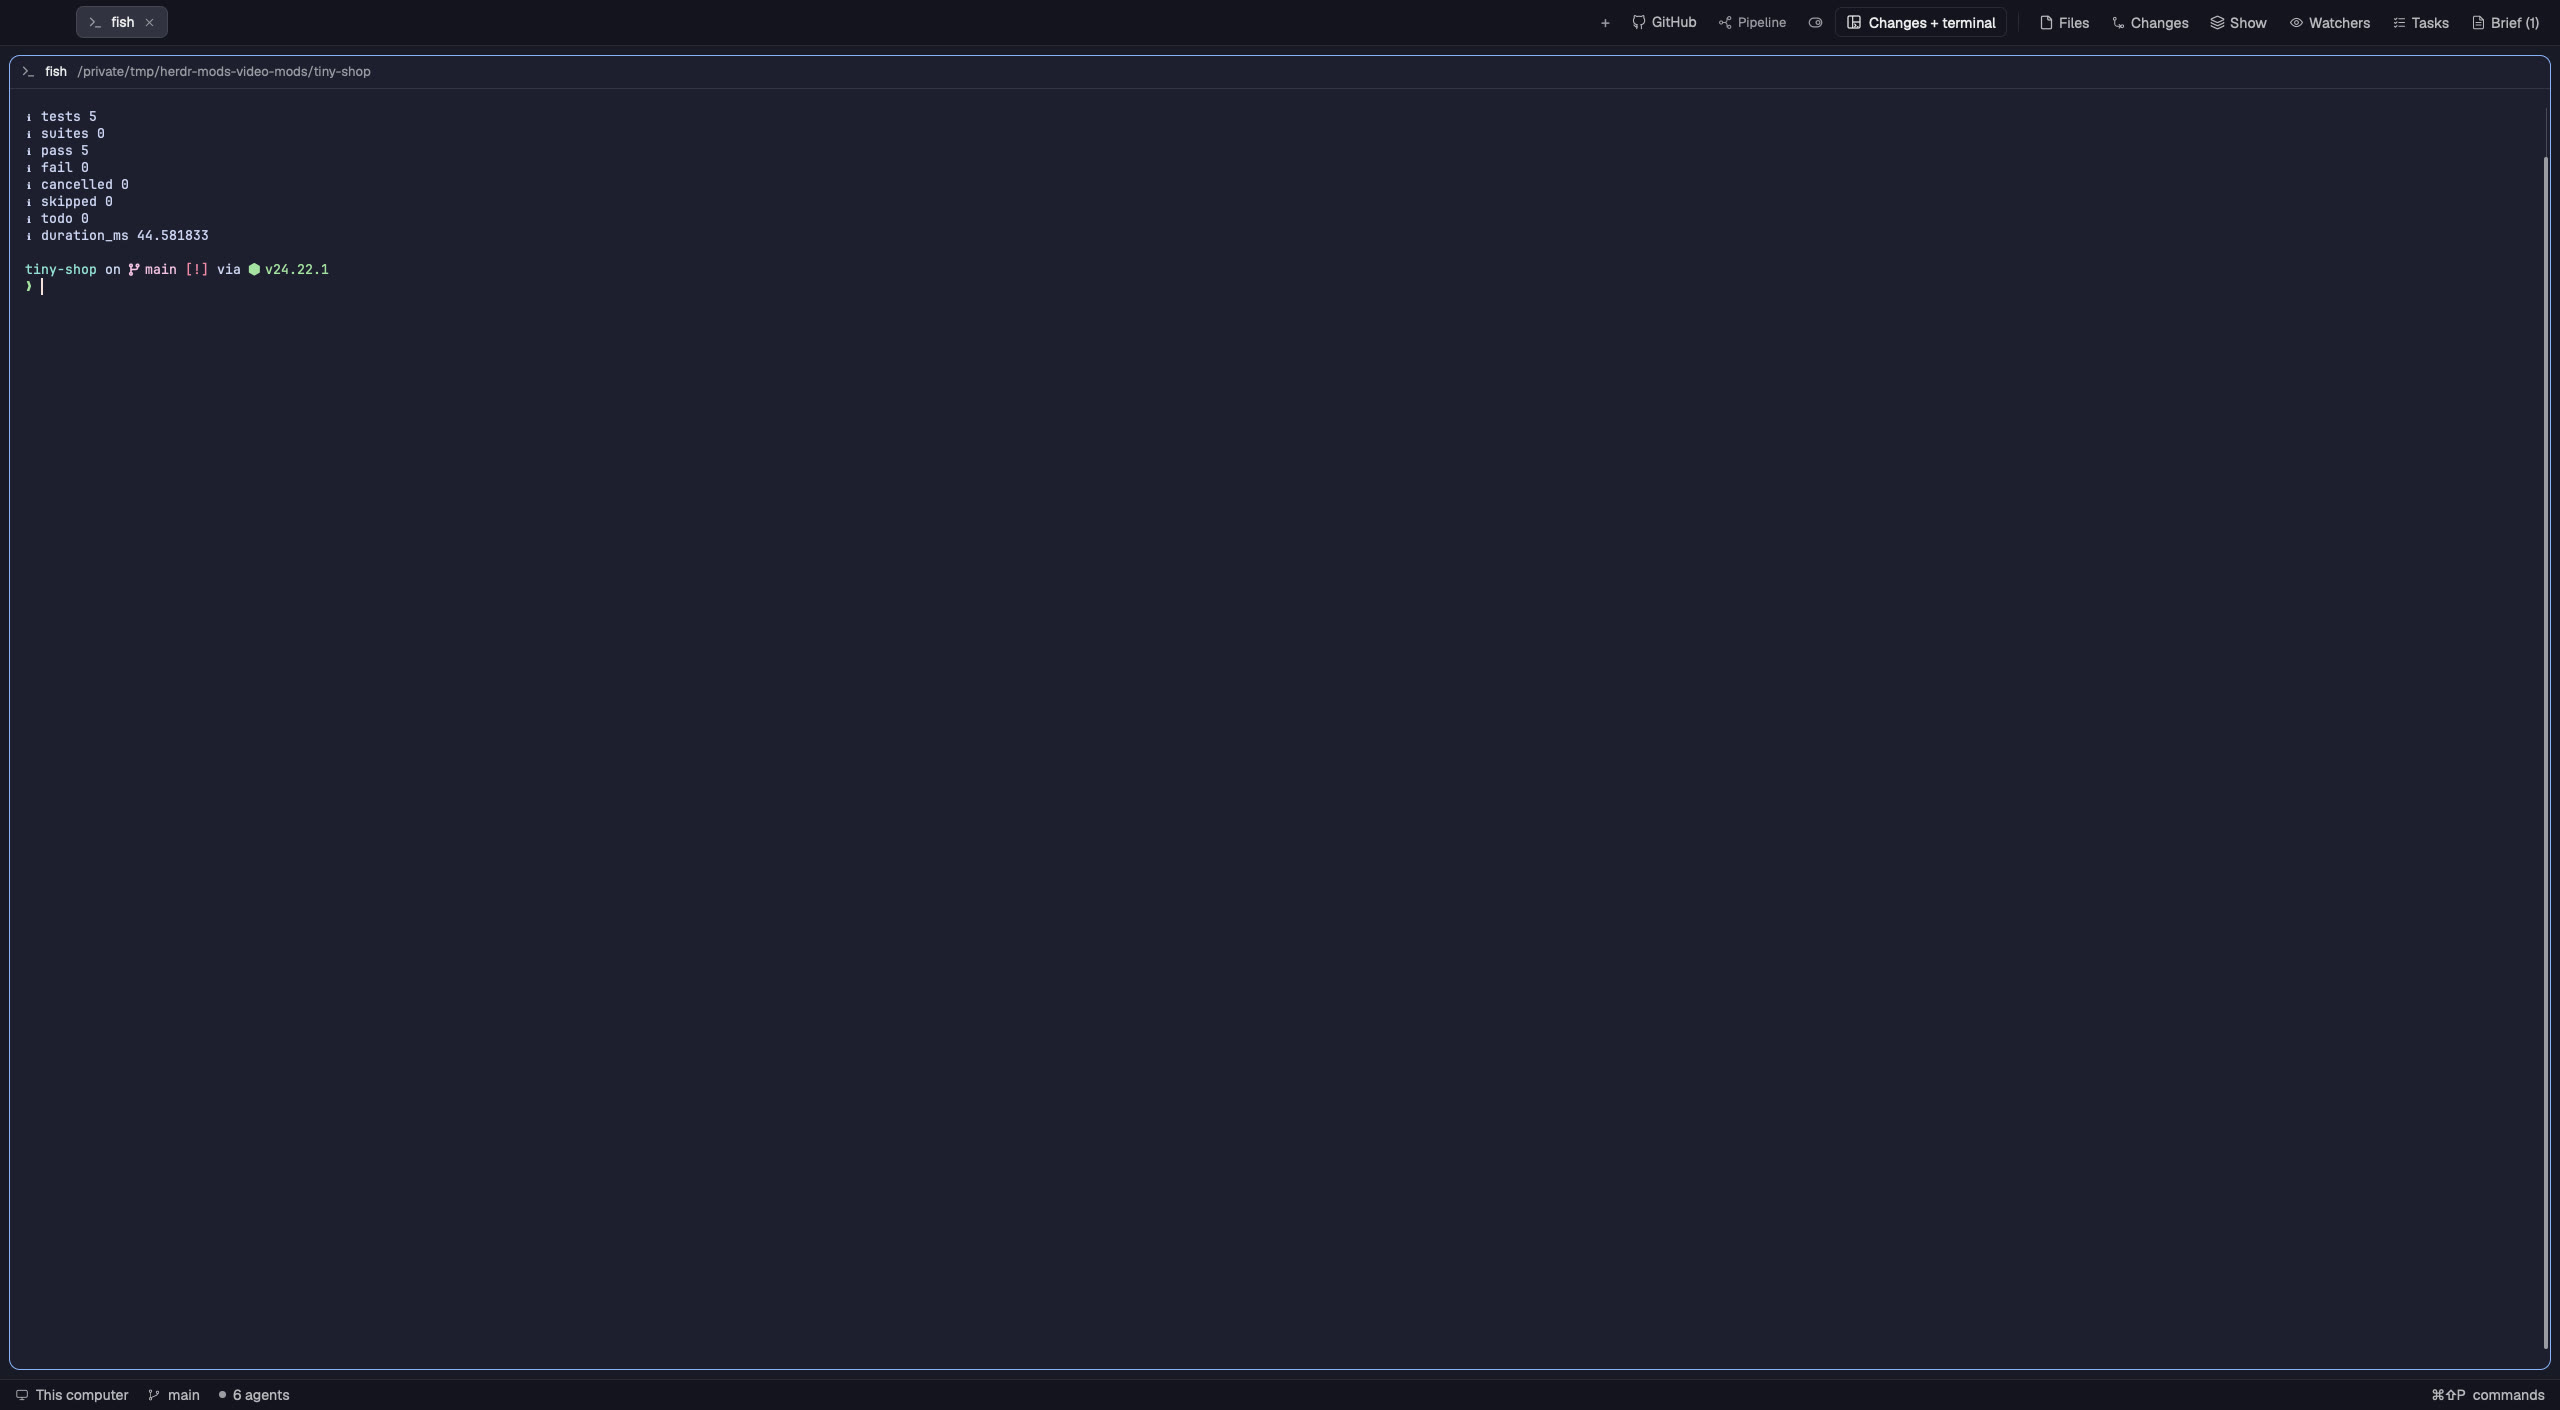 fish
+ GitHub Pipeline Changes + terminal Files Changes Show Watchers Tasks Brief (1)
fish /private/tmp/herdr-mods-video-mods/tiny-shop
ℹ tests 5
ℹ suites 0
ℹ pass 5
ℹ fail 0
ℹ cancelled 0
ℹ skipped 0
ℹ todo 0
ℹ duration_ms 44.581833
tiny-shop on main [!] via v24.22.1
❯
This computer main 6 agents
⌘⇧P commands